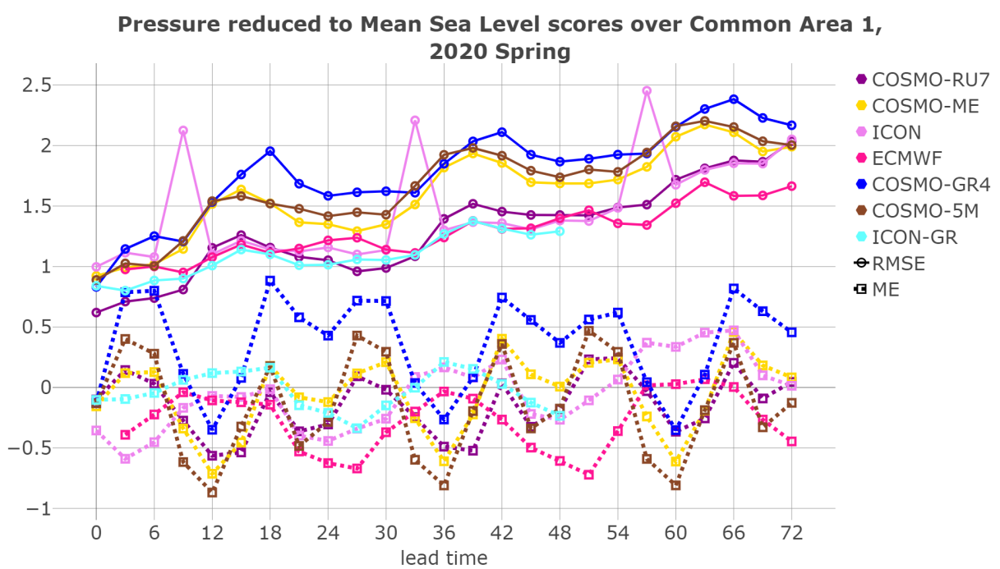 Pressure reduced to Mean Sea Level scores over Common Area 1,
2020 Spring
2.5
2
1.5
1
0.5
0
−0.5
−1
0 6 12 18 24 30 36 42 48 54 60 66 72
lead time
COSMO-RU7
COSMO-ME
ICON
ECMWF
COSMO-GR4
COSMO-5M
ICON-GR
RMSE
ME